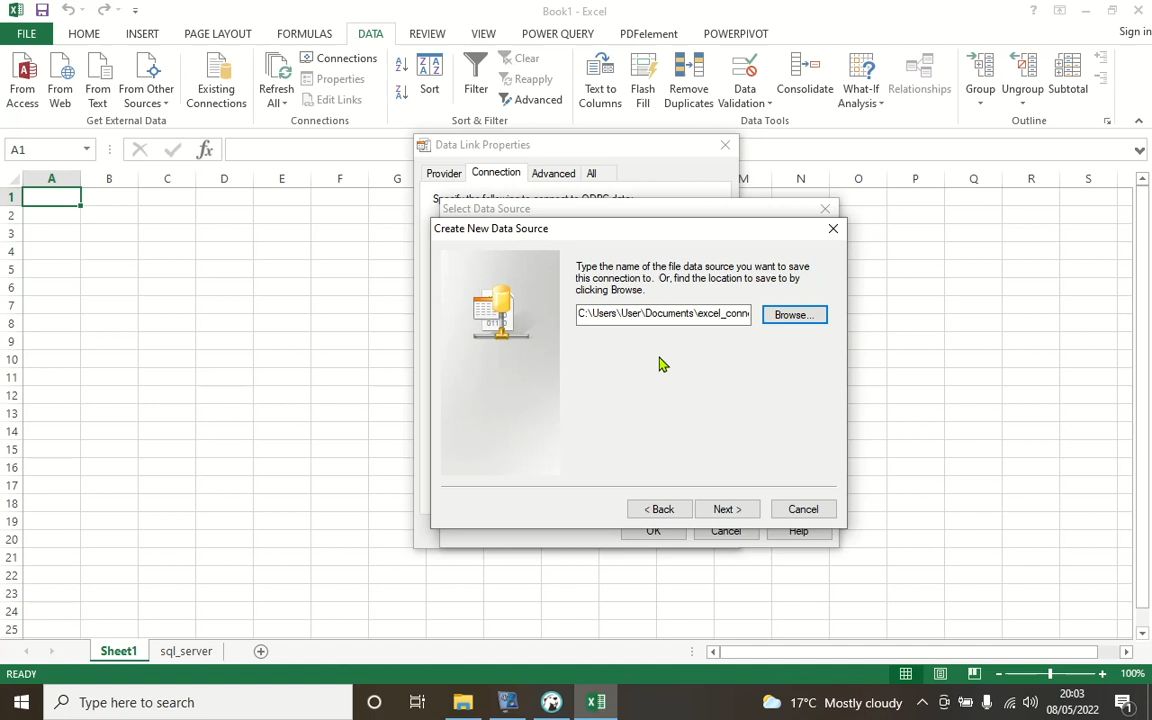 Book1 - Excel
?
FILE
HOME
INSERT
PAGE LAYOUT
FORMULAS
DATA
REVIEW
VIEW
POWER QUERY
PDFelement
POWERPIVOT
Sign in
From Access
From Web
From Text
From Other Sources
Existing Connections
Refresh All
Connections
Properties
Edit Links
Sort
Filter
Clear
Reapply
Advanced
Text to Columns
Flash Fill
Remove Duplicates
Data Validation
Consolidate
What-If Analysis
Relationships
Group
Ungroup
Subtotal
Get External Data
Connections
Sort & Filter
Data Tools
Outline
A1
fx
Data Link Properties
Provider
Connection
Advanced
All
A B C D E F G M N O P Q R S
1
2
3
4
5
6
7
8
9
10
11
12
13
14
15
16
17
18
19
20
21
22
23
24
25
Select Data Source
Create New Data Source
Type the name of the file data source you want to save
this connection to. Or, find the location to save to by
clicking Browse.
C:\Users\User\Documents\excel_conn
Browse...
< Back
Next >
Cancel
OK
Cancel
Help
Sheet1
sql_server
READY
100%
Type here to search
17°C Mostly cloudy
20:03
08/05/2022
1